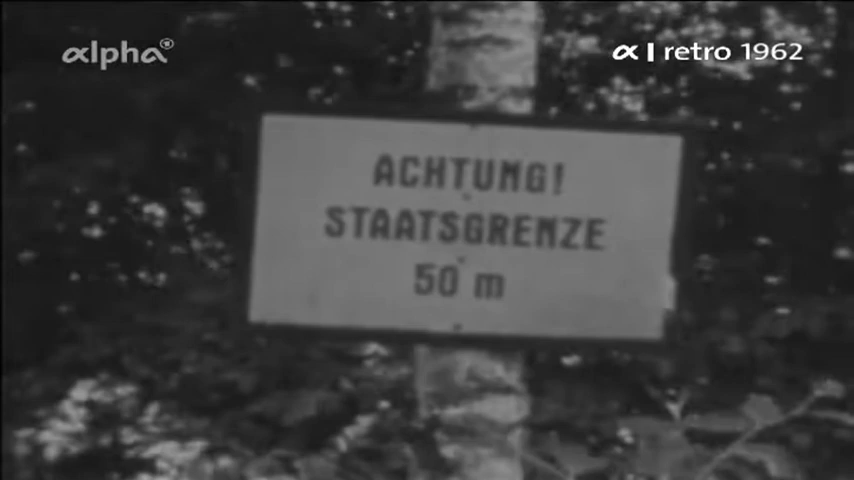 alpha
α | retro 1962
ACHTUNG!
STAATSGRENZE
50 m